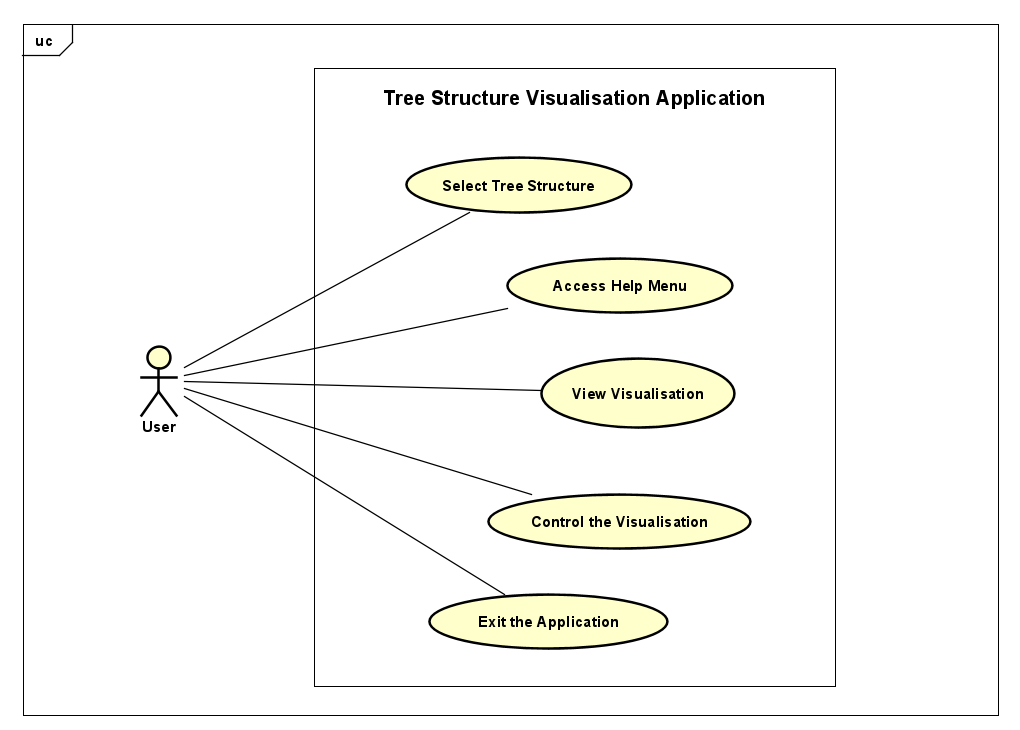 uc
Tree Structure Visualisation Application
Select Tree Structure
Access Help Menu
View Visualisation
User
Control the Visualisation
Exit the Application